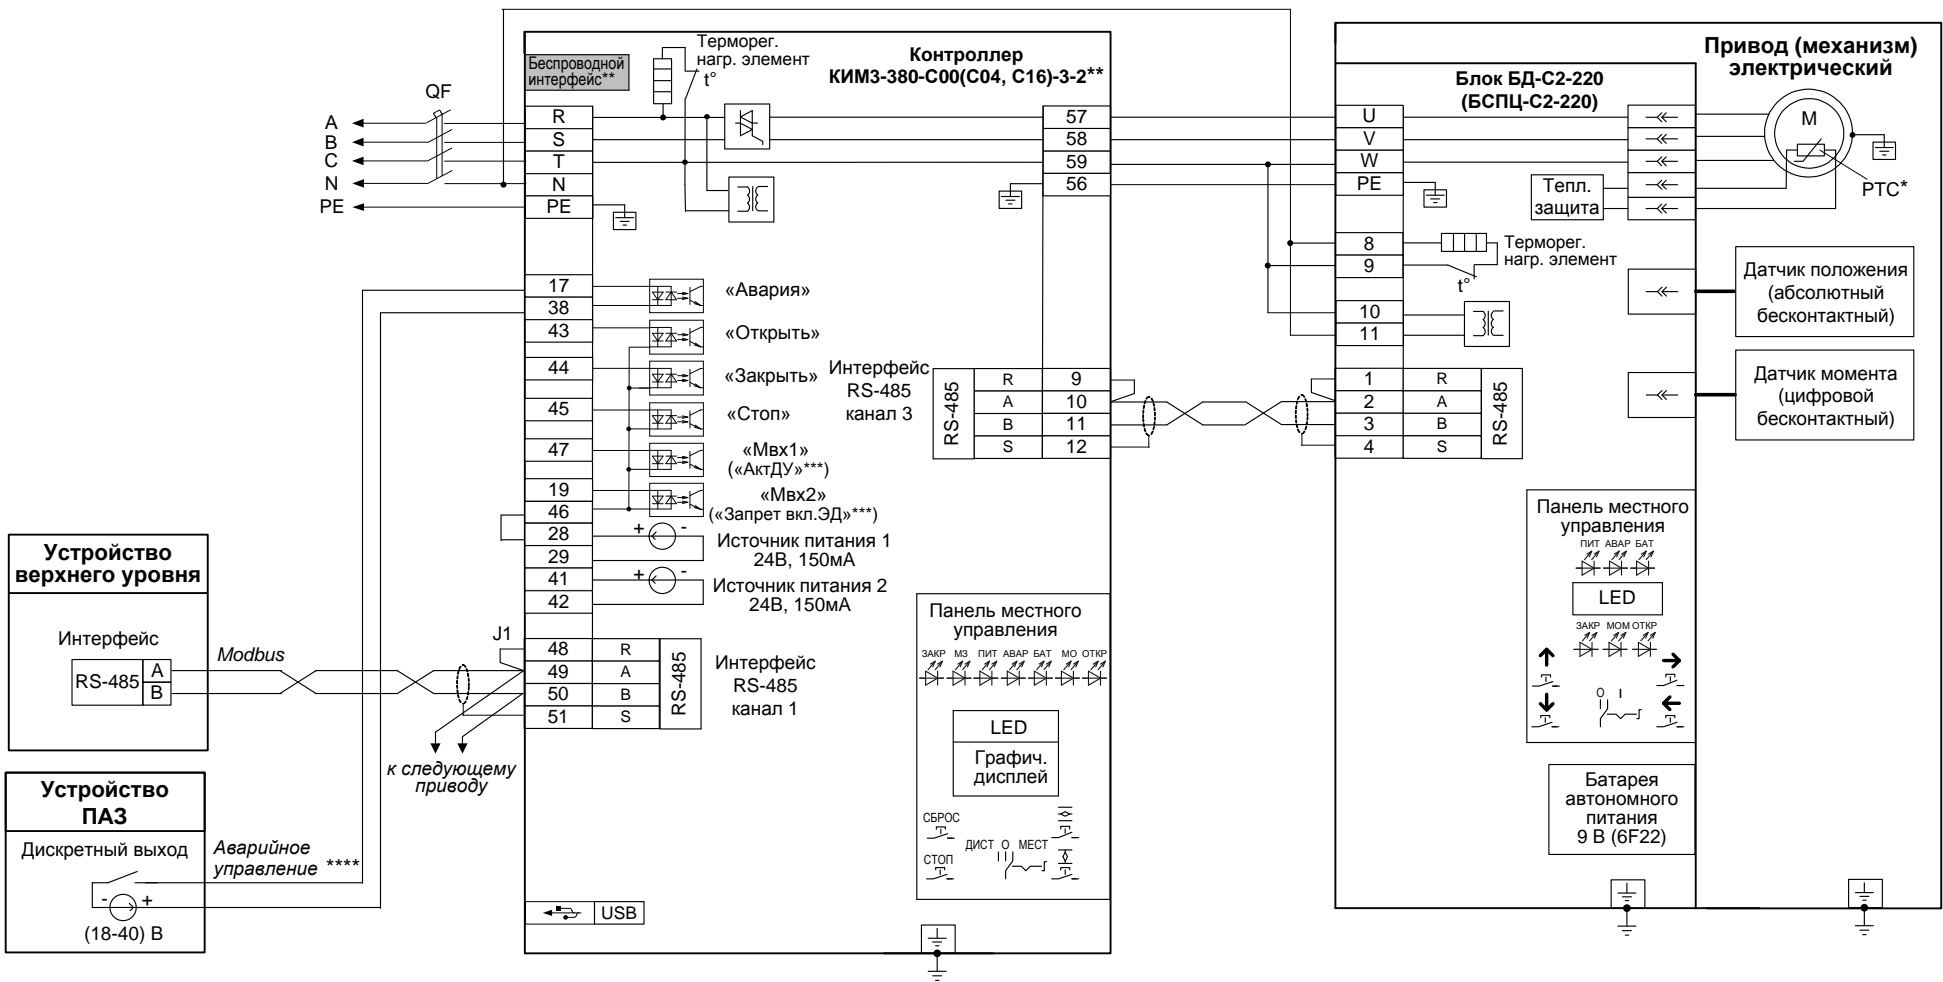 QF
A
B
C
N
PE
Беспроводной
интерфейс**
Терморег.
нагр. элемент
t°
Контроллер
КИМ3-380-С00(С04, С16)-3-2**
R
S
T
N
PE
57
58
59
56
17
38
43
44
45
47
19
46
28
29
41
42
«Авария»
«Открыть»
«Закрыть»
«Стоп»
«Мвх1»
(«АктДУ»***)
«Мвх2»
(«Запрет вкл.ЭД»***)
+ -
Источник питания 1
24В, 150мА
+ -
Источник питания 2
24В, 150мА
Интерфейс
RS-485
канал 3
RS-485
R 9
A 10
B 11
S 12
J1
48 R
49 A
50 B
51 S
RS-485
Интерфейс
RS-485
канал 1
Панель местного
управления
ЗАКР МЗ ПИТ АВАР БАТ МО ОТКР
LED
Графич.
дисплей
СБРОС
СТОП
ДИСТ О МЕСТ
USB
Устройство
верхнего уровня
Интерфейс
RS-485
A
B
Modbus
к следующему
приводу
Устройство
ПАЗ
Дискретный выход
- +
(18-40) В
Аварийное
управление ****
Привод (механизм)
электрический
Блок БД-С2-220
(БСПЦ-С2-220)
U
V
W
PE
8
9
10
11
Тепл.
защита
M
PTC*
Терморег.
нагр. элемент
t°
1 R
2 A
3 B
4 S
RS-485
Датчик положения
(абсолютный
бесконтактный)
Датчик момента
(цифровой
бесконтактный)
Панель местного
управления
ПИТ АВАР БАТ
LED
ЗАКР МОМ ОТКР
O I
Батарея
автономного
питания
9 В (6F22)